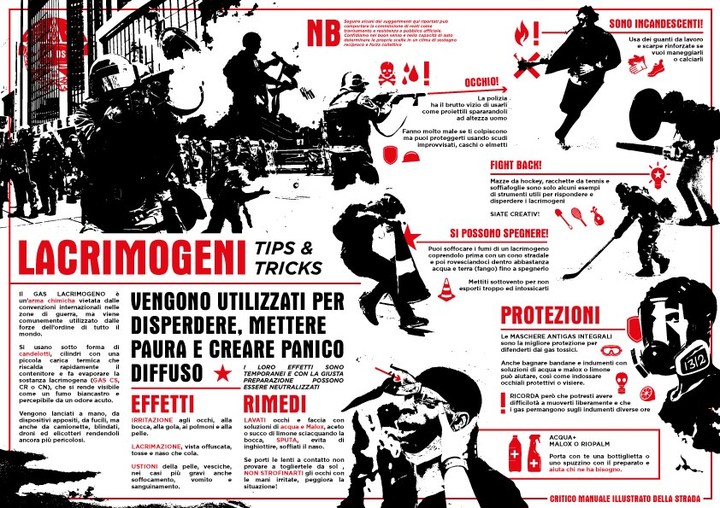 NB
Seguire alcuni dei suggerimenti qui riportati può
comportare la commissione di reati come
travisamento e resistenza a pubblico ufficiale.
Confidiamo nel buon senso e nelle capacità di auto
determinare le proprie scelte in un clima di sostegno
reciproco e forza collettiva
SONO INCANDESCENTI!
Usa dei guanti da lavoro
e scarpe rinforzate se
vuoi maneggiarli
o calciarli
OCCHIO!
La polizia
ha il brutto vizio di usarli
come proiettili spararandoli
ad altezza uomo
Fanno molto male se ti colpiscono
ma puoi proteggerti usando scudi
improvvisati, caschi o elmetti
FIGHT BACK!
Mazze da hockey, racchette da tennis e
soffiafoglie sono solo alcuni esempi
di strumenti utili per rispondere e
disperdere i lacrimogeni
SIATE CREATIVI!
SI POSSONO SPEGNERE!
Puoi soffocare i fumi di un lacrimogeno
coprendolo prima con un cono stradale
e poi rovesciandoci dentro abbastanza
acqua e terra (fango) fino a spegnerlo
Mettiti sottovento per non
esporti troppo ed intossicarti
LACRIMOGENI
TIPS &
TRICKS
Il GAS LACRIMOGENO è
un'arma chimica vietata dalle
convenzioni internazionali nelle
zone di guerra, ma viene
comunemente utilizzato dalle
forze dell'ordine di tutto il
mondo.
Si usano sotto forma di
candelotti, cilindri con una
piccola carica termica che
riscalda rapidamente il
contenitore e fa evaporare la
sostanza lacrimogena (GAS CS,
CR o CN), che si rende visibile
come un fumo biancastro e
percepibile da un odore acuto.
Vengono lanciati a mano, da
dispositivi appositi, da fucili, ma
anche da camionette, blindati,
droni ed elicotteri rendendoli
ancora più pericolosi.
VENGONO UTILIZZATI PER
DISPERDERE, METTERE
PAURA E CREARE PANICO
DIFFUSO
I LORO EFFETTI SONO
TEMPORANEI E CON LA GIUSTA
PREPARAZIONE POSSONO
ESSERE NEUTRALIZZATI
EFFETTI
IRRITAZIONE agli occhi, alla
bocca, alla gola, ai polmoni e alla
pelle.
LACRIMAZIONE, vista offuscata,
tosse e naso che cola.
USTIONI della pelle, vesciche,
nei casi più gravi anche
soffocamento, vomito e
sanguinamento.
RIMEDI
LAVATI occhi e faccia con
soluzioni di acqua e Malox, aceto
o succo di limone sciacquando la
bocca, SPUTA, evita di
inghiottire, soffiati il naso.
Se porti le lenti a contatto non
provare a togliertele da sol,
NON STROFINARTI gli occhi con
le mani irritate, peggiora la
situazione!
PROTEZIONI
Le MASCHERE ANTIGAS INTEGRALI
sono la migliore protezione per
difenderti dai gas tossici.
Anche bagnare bandane e indumenti con
soluzioni di acqua e malox o limone
può aiutare, così come indossare
occhiali protettivi o visiere.
RICORDA però che potresti avere
difficoltà a muoverti liberamente e che
i gas permangono sugli indumenti diverse ore
1312
ACQUA+
MALOX O RIOPALM
Porta con te una bottiglietta o
uno spuzzino con il preparato e
aiuta chi ne ha bisogno.
CRITICO MANUALE ILLUSTRATO DELLA STRADA